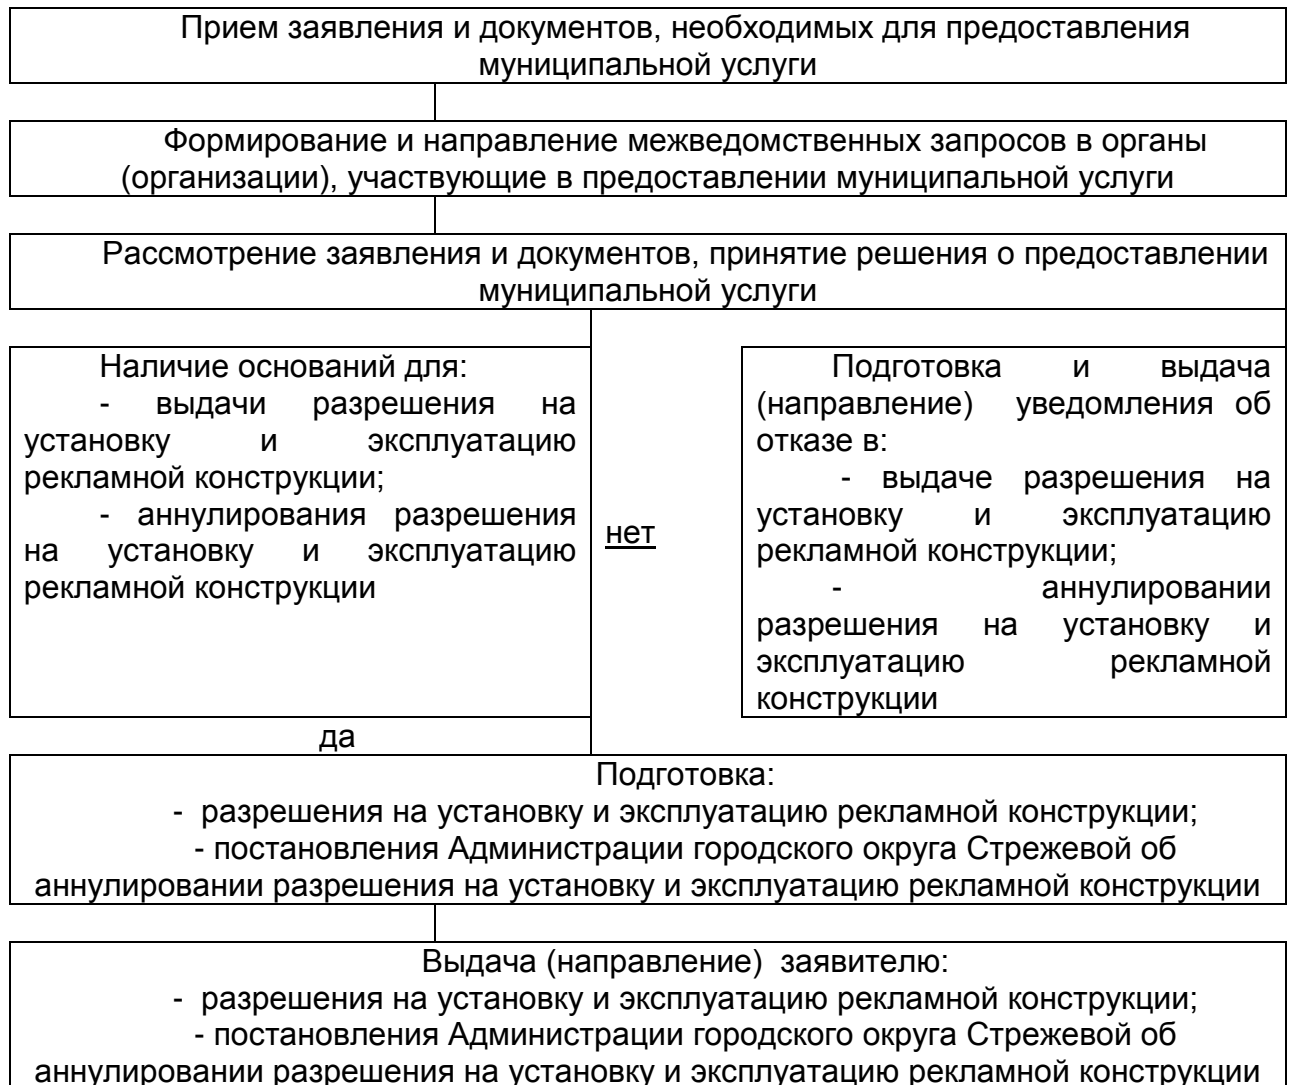 Прием заявления и документов, необходимых для предоставления
муниципальной услуги
Формирование и направление межведомственных запросов в органы
(организации), участвующие в предоставлении муниципальной услуги
Рассмотрение заявления и документов, принятие решения о предоставлении
муниципальной услуги
Наличие оснований для:
- выдачи разрешения на
установку и эксплуатацию
рекламной конструкции;
- аннулирования разрешения
на установку и эксплуатацию
рекламной конструкции
нет
Подготовка и выдача
(направление) уведомления об
отказе в:
- выдаче разрешения на
установку и эксплуатацию
рекламной конструкции;
- аннулировании
разрешения на установку и
эксплуатацию рекламной
конструкции
да
Подготовка:
- разрешения на установку и эксплуатацию рекламной конструкции;
- постановления Администрации городского округа Стрежевой об
аннулировании разрешения на установку и эксплуатацию рекламной конструкции
Выдача (направление) заявителю:
- разрешения на установку и эксплуатацию рекламной конструкции;
- постановления Администрации городского округа Стрежевой об
аннулировании разрешения на установку и эксплуатацию рекламной конструкции